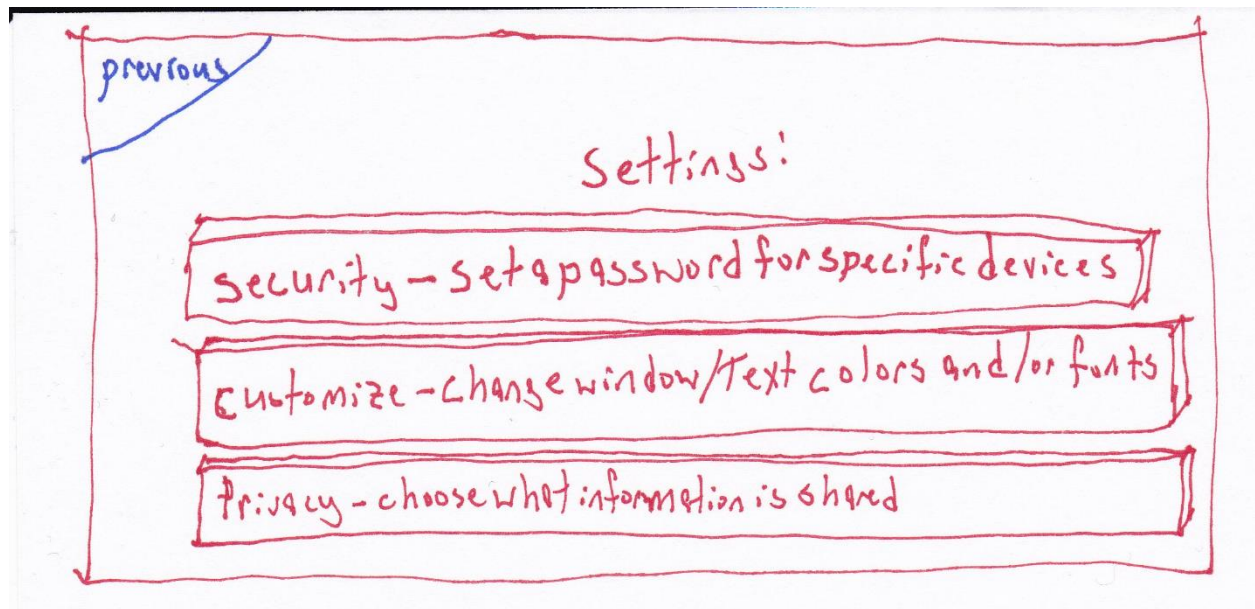 previous
Settings:
Security - Set a password for specific devices
Customize - Change window/Text colors and/or fonts
Privacy - choose what information is shared